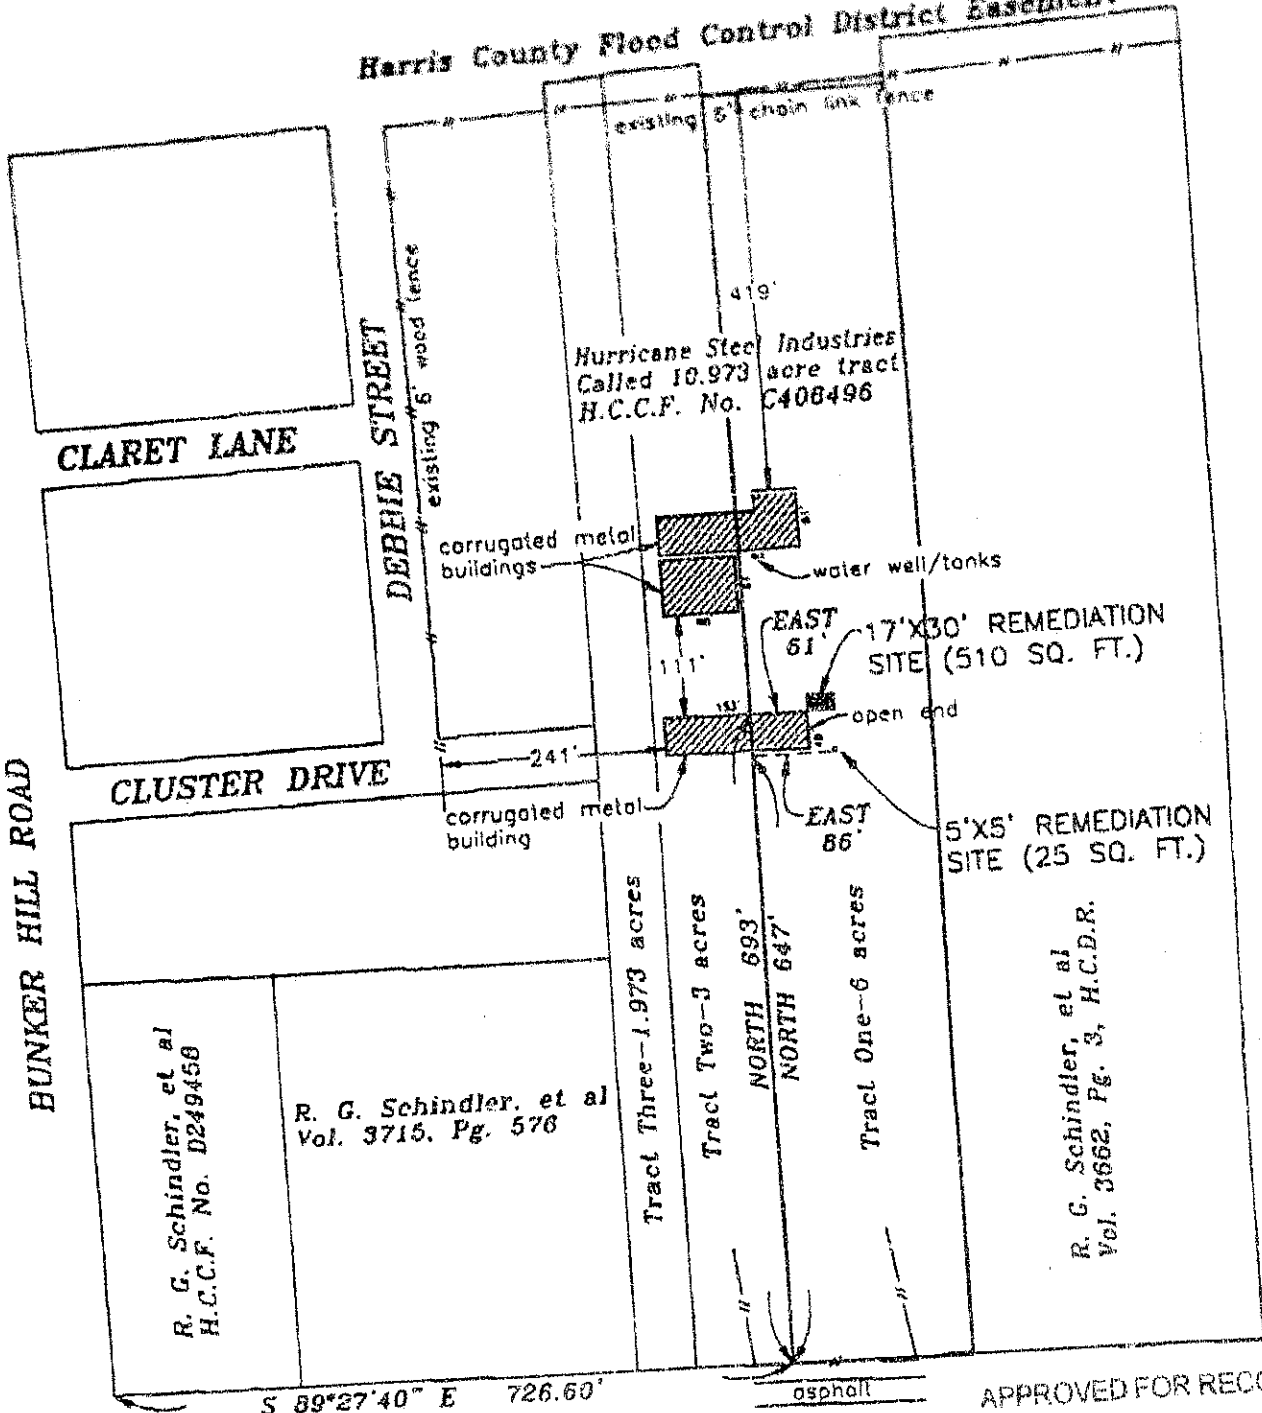 Harris County Flood Control District Easement
existing 6' chain link fence
419'
Hurricane Steel Industries
Called 10.973 acre tract
H.C.C.F. No. C408496
CLARET LANE
DEBBIE STREET
existing 6' wood fence
corrugated metal
buildings
water well/tanks
EAST
61'
17'X30' REMEDIATION
SITE (510 SQ. FT.)
111'
153'
open end
241'
CLUSTER DRIVE
corrugated metal
building
EAST
86'
5'X5' REMEDIATION
SITE (25 SQ. FT.)
BUNKER HILL ROAD
Tract Three-1.973 acres
Tract Two-3 acres
NORTH 693'
NORTH 647'
Tract One-6 acres
R. G. Schindler, et al
Vol. 3662, Pg. 3, H.C.D.R.
R. G. Schindler, et al
H.C.C.F. No. D249458
R. G. Schindler, et al
Vol. 3715, Pg. 576
S 89°27'40" E 726.60'
asphalt
APPROVED FOR RECO